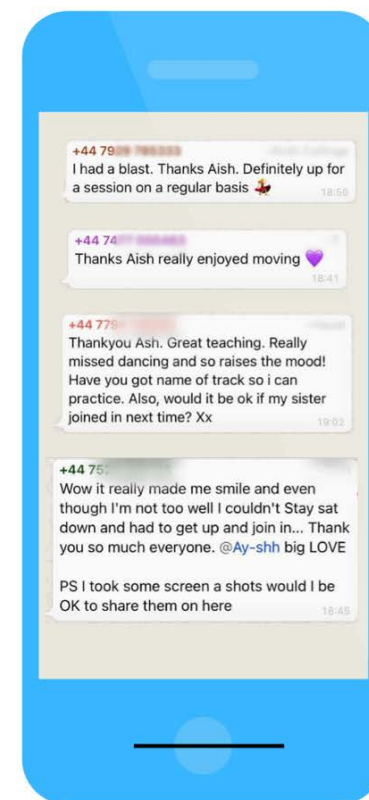 +44 79
I had a blast. Thanks Aish. Definitely up for
a session on a regular basis 💃
18:50
+44 74
Thanks Aish really enjoyed moving 💜
18:41
+44 779
Thankyou Ash. Great teaching. Really
missed dancing and so raises the mood!
Have you got name of track so i can
practice. Also, would it be ok if my sister
joined in next time? Xx
19:02
+44 75
Wow it really made me smile and even
though I'm not too well I couldn't Stay sat
down and had to get up and join in... Thank
you so much everyone. @Ay-shh big LOVE
PS I took some screen a shots would I be
OK to share them on here
18:45